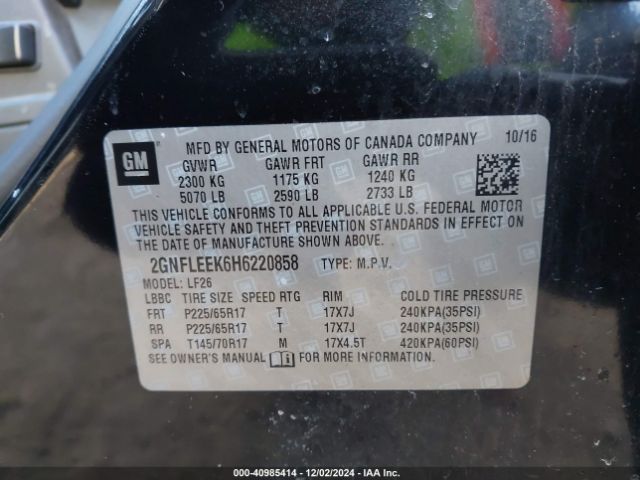 GM
MFD BY GENERAL MOTORS OF CANADA COMPANY 10/16
GVWR GAWR FRT GAWR RR
2300 KG 1175 KG 1240 KG
5070 LB 2590 LB 2733 LB
THIS VEHICLE CONFORMS TO ALL APPLICABLE U.S. FEDERAL MOTOR
VEHICLE SAFETY AND THEFT PREVENTION STANDARDS IN EFFECT ON
THE DATE OF MANUFACTURE SHOWN ABOVE.
2GNFLEEK6H6220858 TYPE: M.P.V.
MODEL: LF26
LBBC TIRE SIZE SPEED RTG RIM COLD TIRE PRESSURE
FRT P225/65R17 T 17X7J 240KPA(35PSI)
RR P225/65R17 T 17X7J 240KPA(35PSI)
SPA T145/70R17 M 17X4.5T 420KPA(60PSI)
SEE OWNER'S MANUAL FOR MORE INFORMATION.
000-40985414 - 12/02/2024 - IAA Inc.